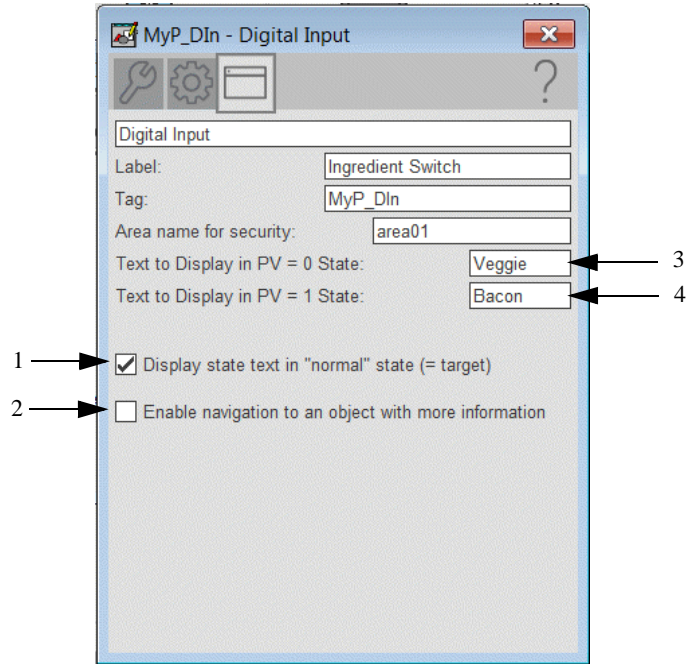 MyP_DIn - Digital Input
?
Digital Input
Label: Ingredient Switch
Tag: MyP_DIn
Area name for security: area01
Text to Display in PV = 0 State: Veggie 3
Text to Display in PV = 1 State: Bacon 4
1 Display state text in "normal" state (= target)
2 Enable navigation to an object with more information